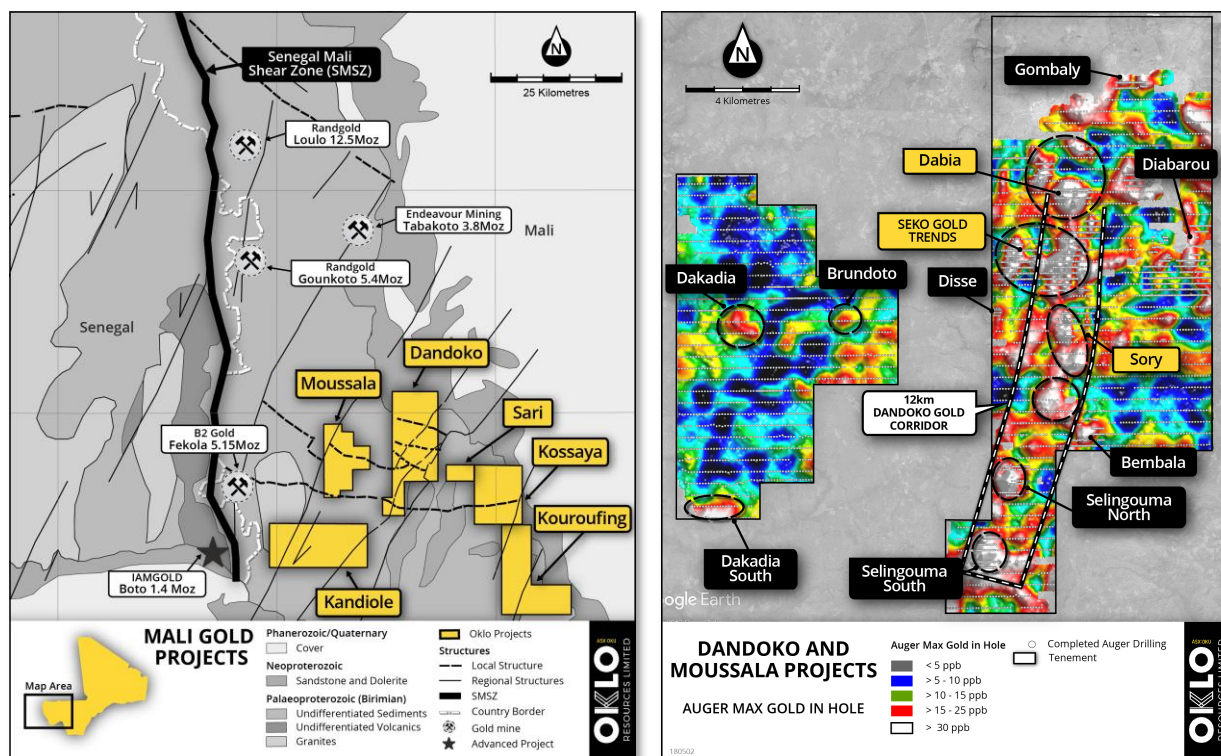 Senegal Mali
Shear Zone (SMSZ)
N
25 Kilometres
Randgold
Loulo 12.5Moz
Endeavour Mining
Tabakoto 3.8Moz
Mali
Randgold
Gounkoto 5.4Moz
Senegal
Dandoko
Moussala
Sari
B2 Gold
Fekola 5.15Moz
Kossaya
Kouroufing
IAMGOLD
Boto 1.4 Moz
Kandiole
MALI GOLD
PROJECTS
Map Area
Phanerozoic/Quaternary
Cover
Neoproterozoic
Sandstone and Dolerite
Palaeoproterozoic (Birimian)
Undifferentiated Sediments
Undifferentiated Volcanics
Granites
Oklo Projects
Structures
Local Structure
Regional Structures
SMSZ
Country Border
Gold mine
Advanced Project
ASX:OKU
OKLO
RESOURCES LIMITED
N
4 Kilometres
Gombaly
Dabia
Diabarou
SEKO GOLD
TRENDS
Dakadia
Brundoto
Disse
Sory
12km
DANDOKO GOLD
CORRIDOR
Bembala
Selingouma
North
Dakadia
South
Selingouma
South
ogle Earth
DANDOKO AND
MOUSSALA PROJECTS
AUGER MAX GOLD IN HOLE
Auger Max Gold in Hole
< 5 ppb
> 5 - 10 ppb
> 10 - 15 ppb
> 15 - 25 ppb
> 30 ppb
Completed Auger Drilling
Tenement
180502
ASX:OKU
OKLO
RESOURCES LIMITED